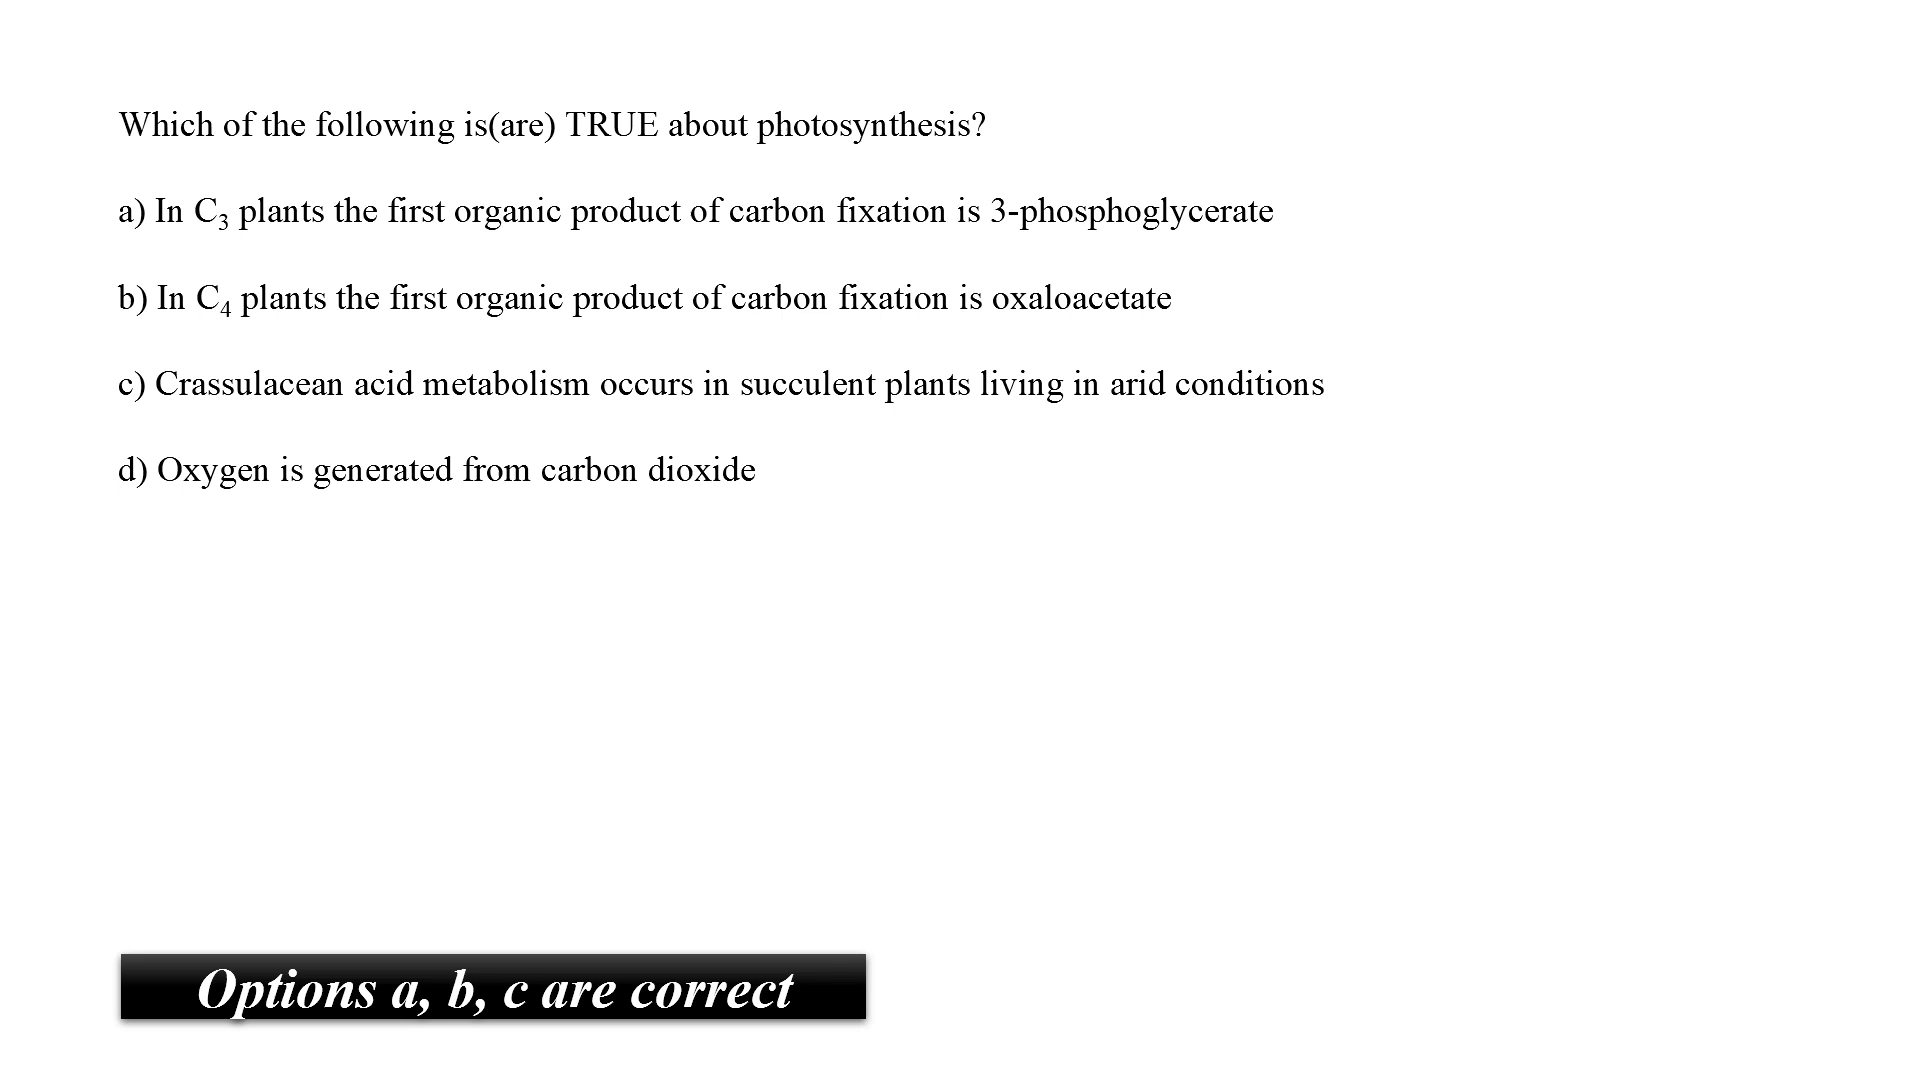 Which of the following is(are) TRUE about photosynthesis?
a) In C₃ plants the first organic product of carbon fixation is 3-phosphoglycerate
b) In C₄ plants the first organic product of carbon fixation is oxaloacetate
c) Crassulacean acid metabolism occurs in succulent plants living in arid conditions
d) Oxygen is generated from carbon dioxide
Options a, b, c are correct